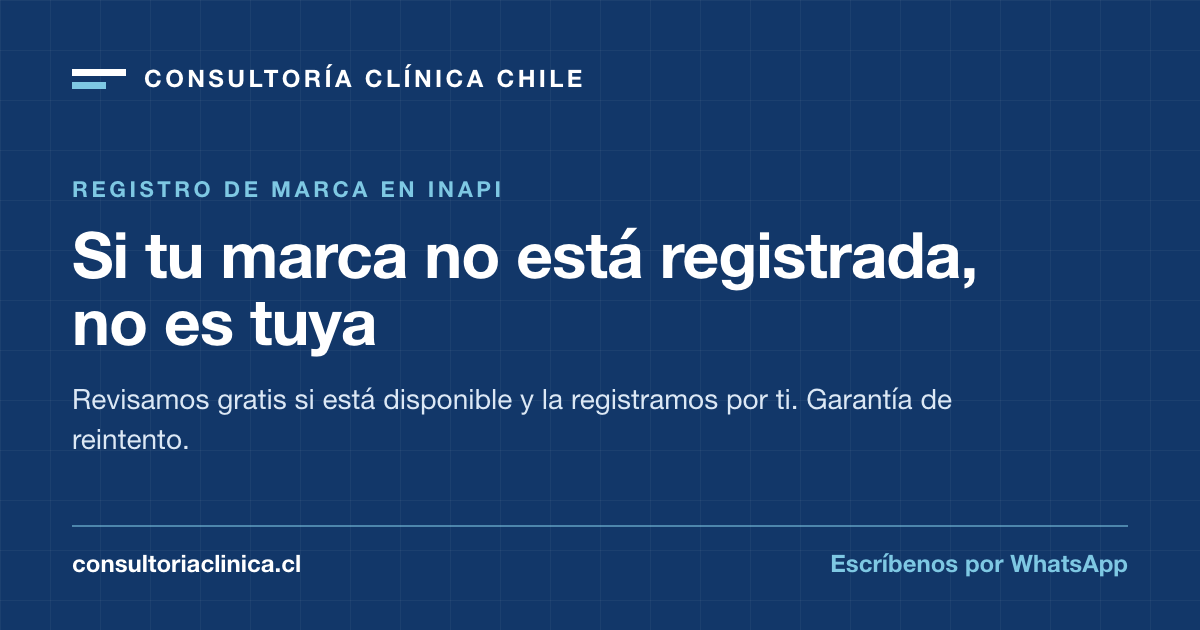 CONSULTORÍA CLÍNICA CHILE
REGISTRO DE MARCA EN INAPI
Si tu marca no está registrada,
no es tuya
Revisamos gratis si está disponible y la registramos por ti. Garantía de
reintento.
consultoriaclinica.cl
Escríbenos por WhatsApp